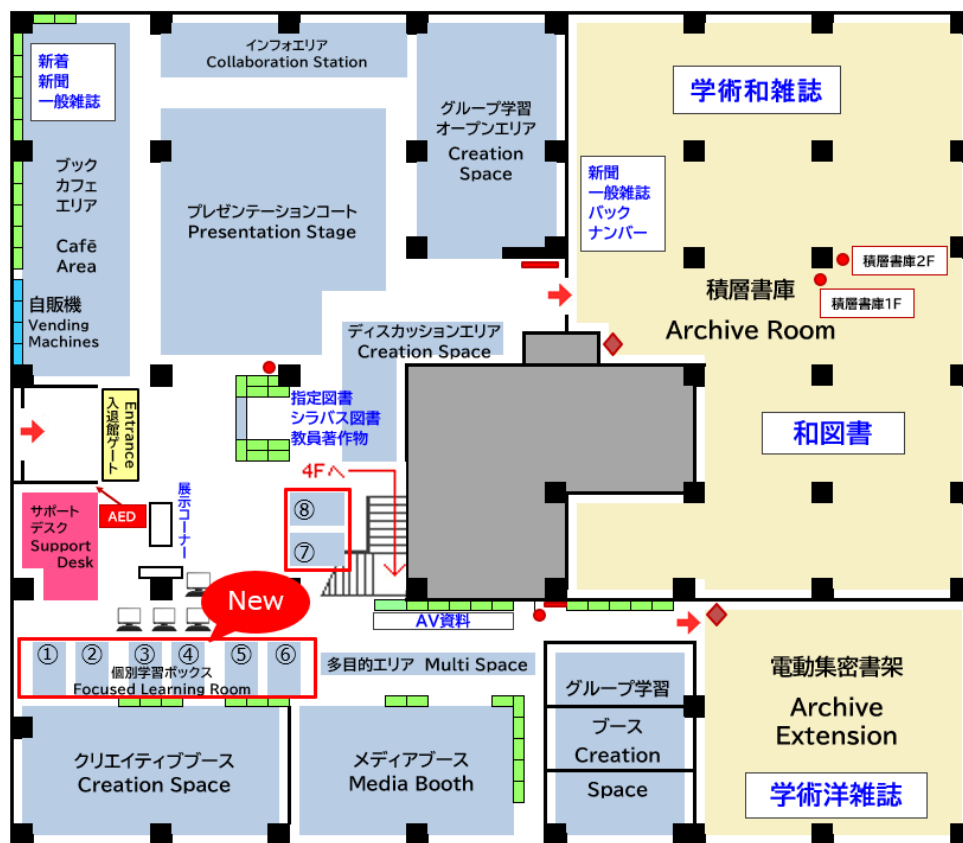 新着
新聞
一般雑誌
インフォエリア
Collaboration Station
グループ学習
オープンエリア
Creation
Space
学術和雑誌
新聞
一般雑誌
バック
ナンバー
ブック
カフェ
エリア
Cafē
Area
プレゼンテーションコート
Presentation Stage
積層書庫2F
積層書庫1F
積層書庫
Archive Room
自販機
Vending
Machines
ディスカッションエリア
Creation Space
指定図書
シラバス図書
教員著作物
和図書
Entrance
入退館ゲート
4Fへ
サポート
デスク
Support
Desk
AED
展示コーナー
⑧
⑦
New
AV資料
①
②
③
④
⑤
⑥
個別学習ボックス
Focused Learning Room
多目的エリア Multi Space
グループ学習
ブース
Creation
Space
電動集密書架
Archive
Extension
学術洋雑誌
クリエイティブブース
Creation Space
メディアブース
Media Booth